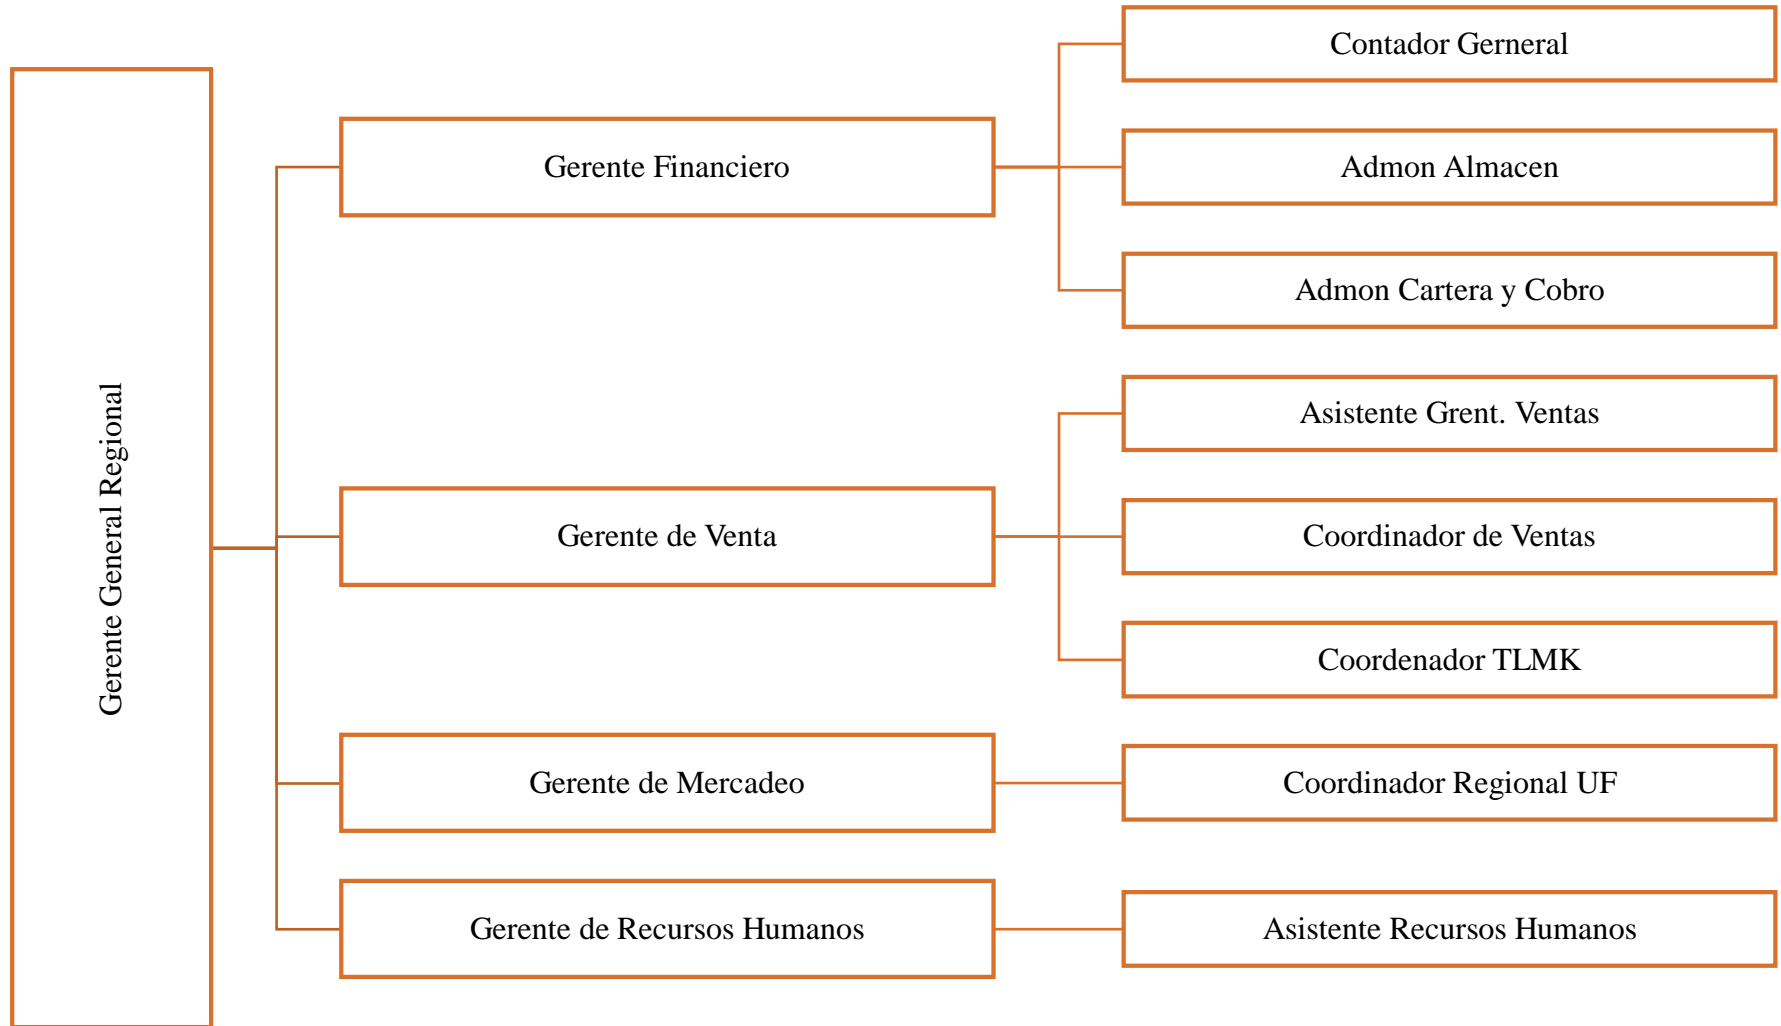 Gerente General Regional
Gerente Financiero
Contador Gerneral
Admon Almacen
Admon Cartera y Cobro
Gerente de Venta
Asistente Grent. Ventas
Coordinador de Ventas
Coordenador TLMK
Gerente de Mercadeo
Coordinador Regional UF
Gerente de Recursos Humanos
Asistente Recursos Humanos